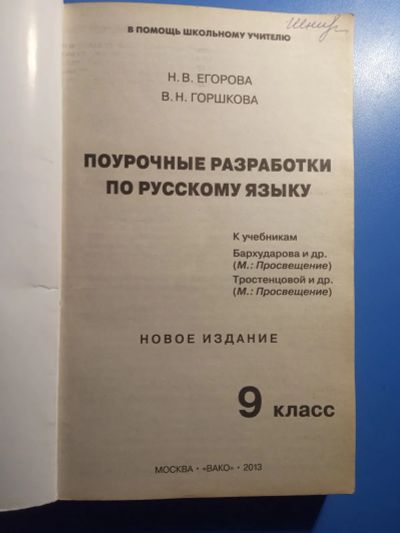 В ПОМОЩЬ ШКОЛЬНОМУ УЧИТЕЛЮ
Н. В. ЕГОРОВА
В. Н. ГОРШКОВА
ПОУРОЧНЫЕ РАЗРАБОТКИ
ПО РУССКОМУ ЯЗЫКУ
К учебникам
Бархударова и др.
(М.: Просвещение)
Тростенцовой и др.
(М.: Просвещение)
НОВОЕ ИЗДАНИЕ
9 класс
МОСКВА • «ВАКО» • 2013